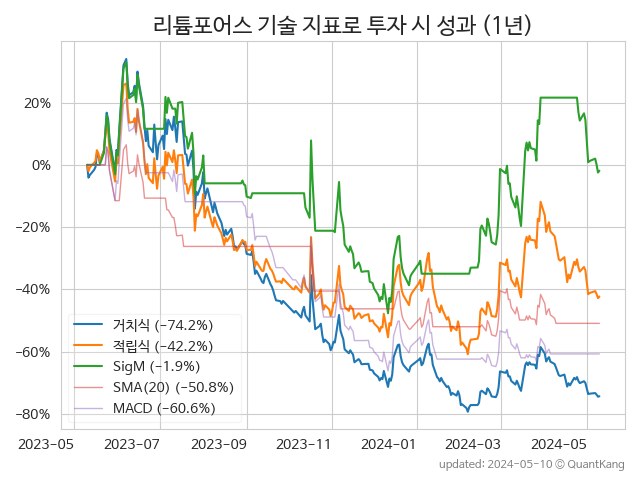 리튬포어스 기술 지표로 투자 시 성과 (1년)
20%
0%
−20%
−40%
−60%
−80%
거치식 (−74.2%)
적립식 (−42.2%)
SigM (−1.9%)
SMA(20) (−50.8%)
MACD (−60.6%)
2023-05
2023-07
2023-09
2023-11
2024-01
2024-03
2024-05
updated: 2024-05-10 © QuantKang